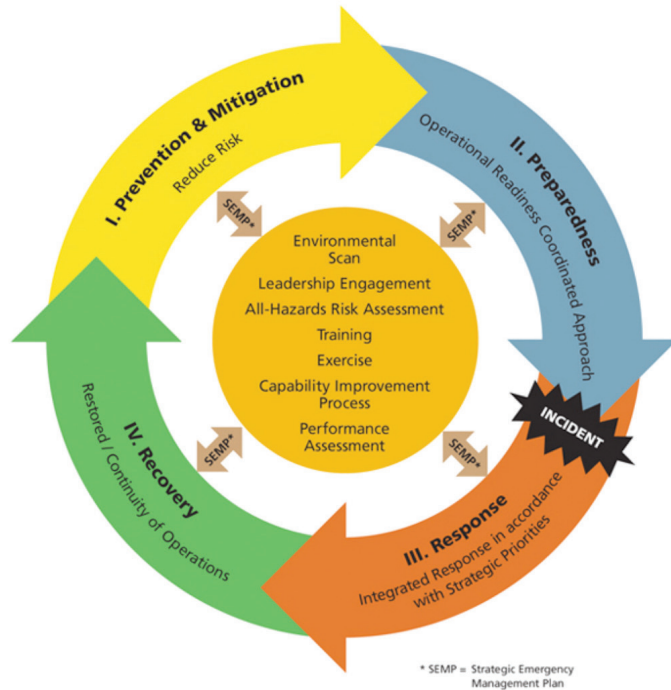 I. Prevention & Mitigation
Reduce Risk
II. Preparedness
Operational Readiness Coordinated Approach
INCIDENT
III. Response
Integrated Response in accordance
with Strategic Priorities
IV. Recovery
Restored / Continuity of Operations
SEMP*
SEMP*
SEMP*
SEMP*
Environmental
Scan
Leadership Engagement
All-Hazards Risk Assessment
Training
Exercise
Capability Improvement
Process
Performance
Assessment
* SEMP = Strategic Emergency
Management Plan